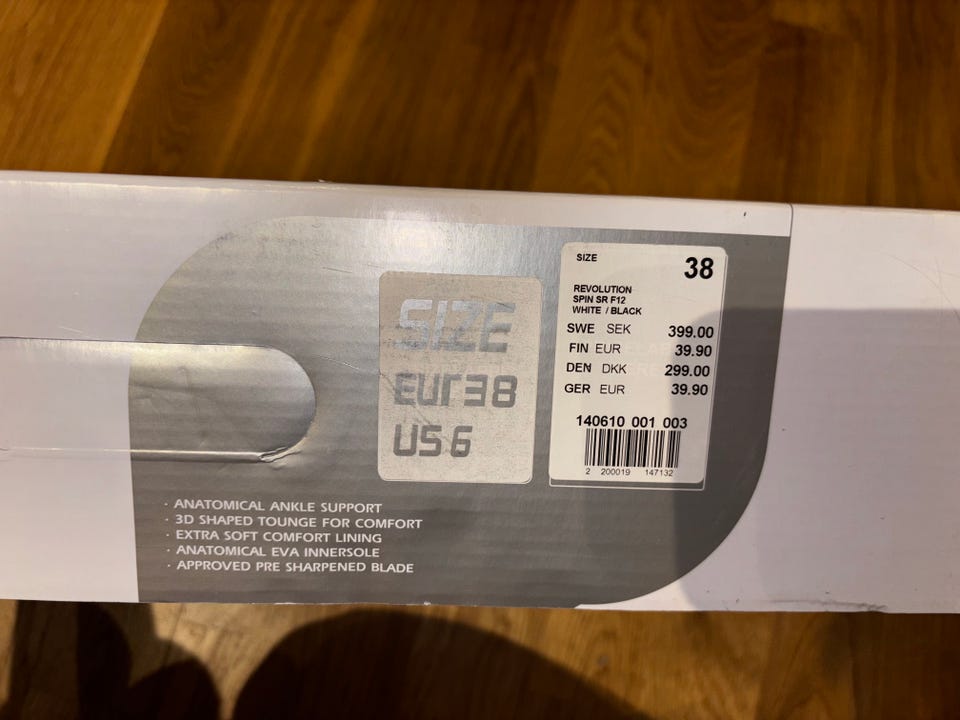 SIZE
EUr 38
US 6
SIZE 38
REVOLUTION
SPIN SR F12
WHITE / BLACK
SWE SEK 399.00
FIN EUR 39.90
DEN DKK 299.00
GER EUR 39.90
140610 001 003
2 200019 147132
· ANATOMICAL ANKLE SUPPORT
· 3D SHAPED TOUNGE FOR COMFORT
· EXTRA SOFT COMFORT LINING
· ANATOMICAL EVA INNERSOLE
· APPROVED PRE SHARPENED BLADE